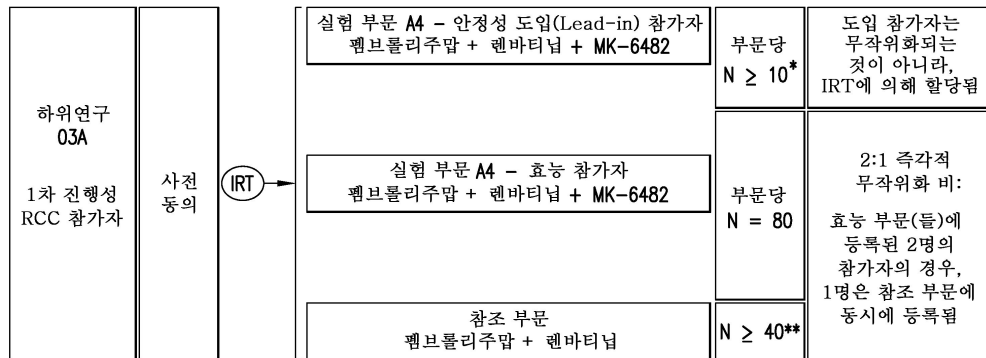 하위연구
03A
1차 진행성
RCC 참가자
사전
동의
IRT
실험 부문 A4 - 안정성 도입(Lead-in) 참가자
펨브롤리주맙 + 렌바티닙 + MK-6482
부문당
N ≥ 10*
도입 참가자는
무작위화되는
것이 아니라,
IRT에 의해 할당됨
실험 부문 A4 - 효능 참가자
펨브롤리주맙 + 렌바티닙 + MK-6482
부문당
N = 80
2:1 즉각적
무작위화 비:
효능 부문(들)에
등록된 2명의
참가자의 경우,
1명은 참조 부문에
동시에 등록됨
참조 부문
펨브롤리주맙 + 렌바티닙
N ≥ 40**